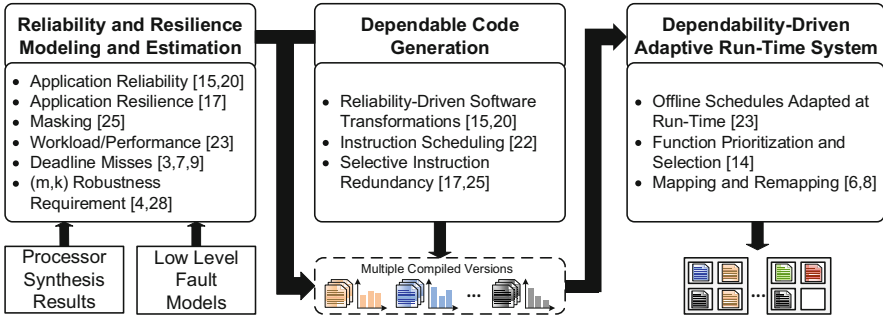 Reliability and Resilience
Modeling and Estimation
• Application Reliability [15,20]
• Application Resilience [17]
• Masking [25]
• Workload/Performance [23]
• Deadline Misses [3,7,9]
• (m,k) Robustness
Requirement [4,28]
Processor
Synthesis
Results
Low Level
Fault
Models
Dependable Code
Generation
• Reliability-Driven Software
Transformations [15,20]
• Instruction Scheduling [22]
• Selective Instruction
Redundancy [17,25]
Multiple Compiled Versions
...
Dependability-Driven
Adaptive Run-Time System
• Offline Schedules Adapted at
Run-Time [23]
• Function Prioritization and
Selection [14]
• Mapping and Remapping [6,8]
...